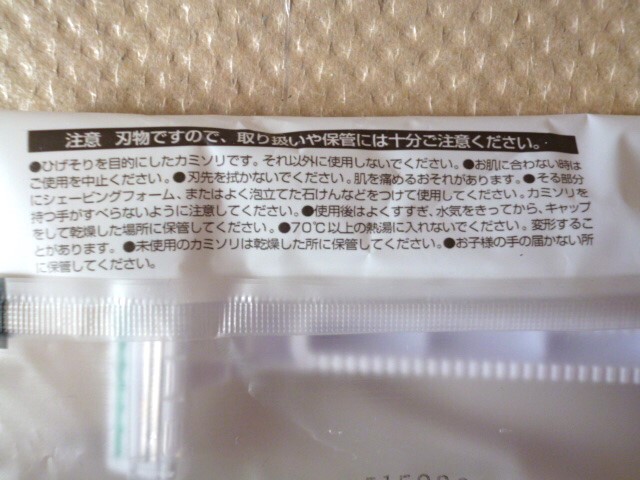 注意 刃物ですので、取り扱いや保管には十分ご注意ください。
●ひげそりを目的にしたカミソリです。それ以外に使用しないでください。●お肌に合わない時は
ご使用を中止ください。●刃先を拭かないでください。肌を痛めるおそれがあります。●そる部分
にシェービングフォーム、またはよく泡立てた石けんなどをつけて使用してください。カミソリを
持つ手がすべらないように注意してください。●使用後はよくすすぎ、水気をきってから、キャップ
をして乾燥した場所に保管してください。●70℃以上の熱湯に入れないでください。変形するこ
とがあります。●未使用のカミソリは乾燥した所に保管してください。●お子様の手の届かない所
に保管してください。